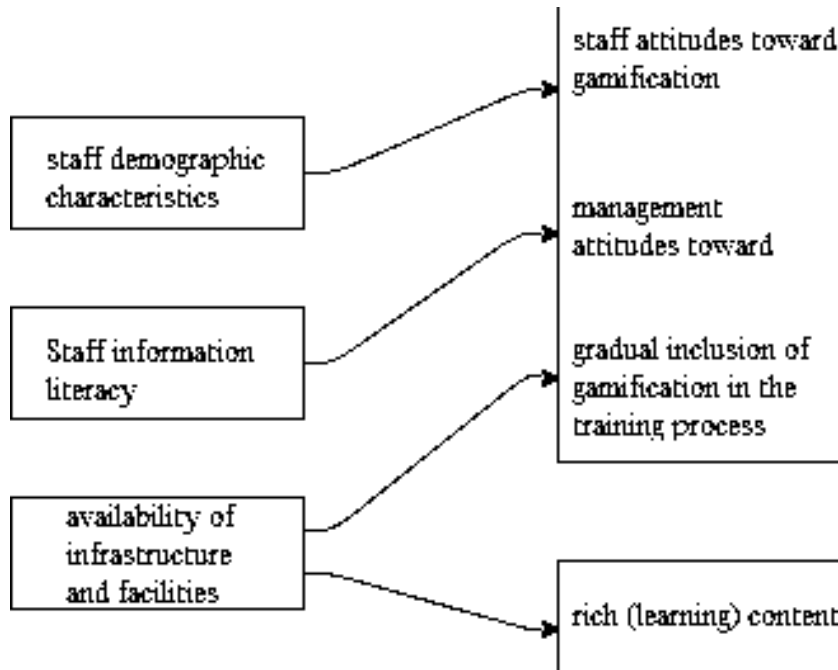 staff demographic
characteristics
Staff information
literacy
availability of
infrastructure
and facilities
staff attitudes toward
gamification
management
attitudes toward
gradual inclusion of
gamification in the
training process
rich (learning) content